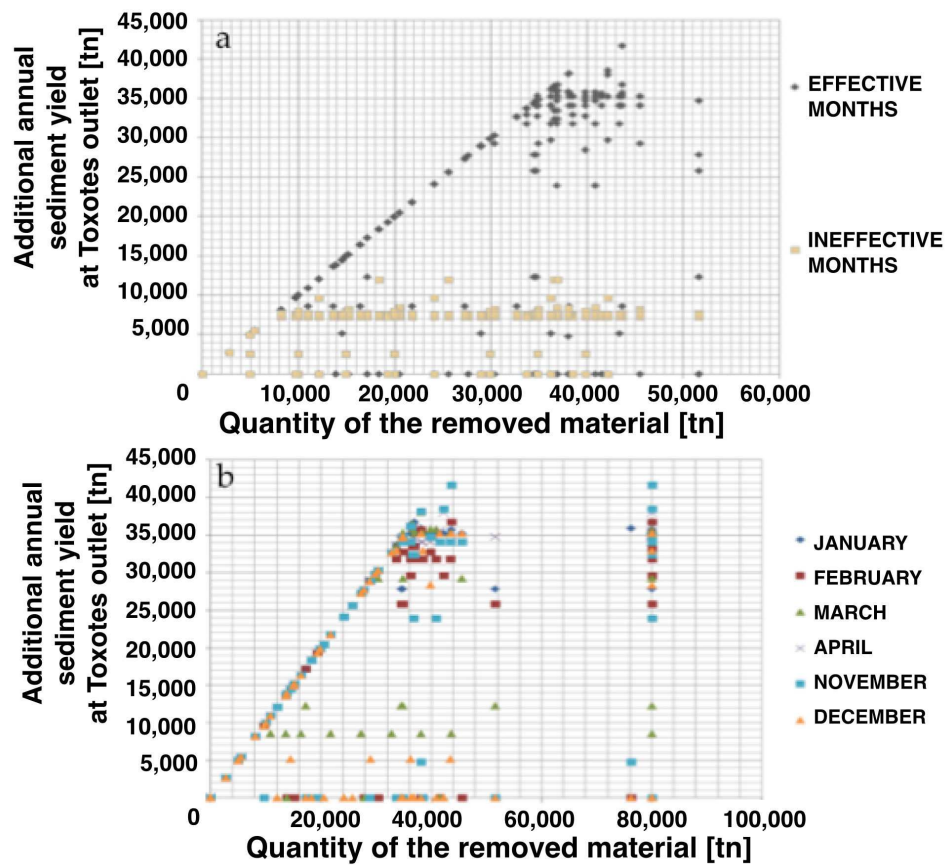 a
Additional annual
sediment yield
at Toxotes outlet [tn]
45,000
40,000
35,000
30,000
25,000
20,000
15,000
10,000
5,000
0
10,000
20,000
30,000
40,000
50,000
60,000
Quantity of the removed material [tn]
EFFECTIVE
MONTHS
INEFFECTIVE
MONTHS
b
Additional annual
sediment yield
at Toxotes outlet [tn]
45,000
40,000
35,000
30,000
25,000
20,000
15,000
10,000
5,000
0
20,000
40,000
60,000
80,000
100,000
Quantity of the removed material [tn]
JANUARY
FEBRUARY
MARCH
APRIL
NOVEMBER
DECEMBER